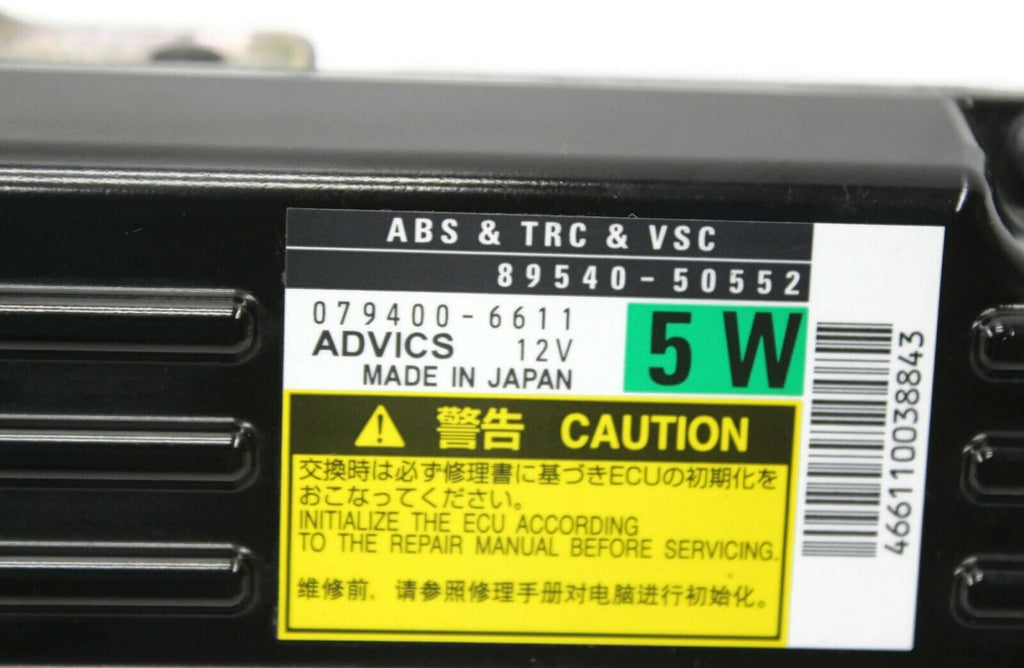 ABS & TRC & VSC
89540-50552
079400-6611
ADVICS 12V
MADE IN JAPAN
5W
警告 CAUTION
交換時は必ず修理書に基づきECUの初期化を
おこなってください。
INITIALIZE THE ECU ACCORDING
TO THE REPAIR MANUAL BEFORE SERVICING.
维修前，请参照修理手册对电脑进行初始化。
466110038843